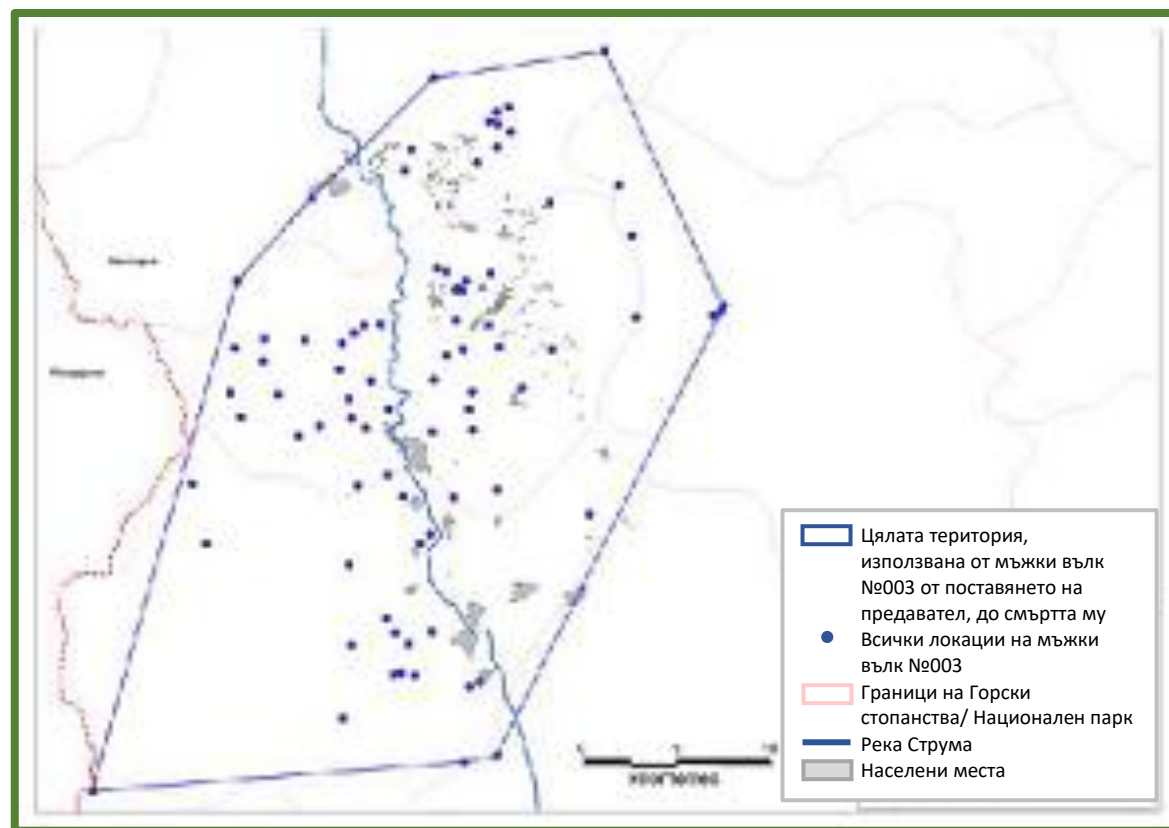 Цялата територия,
използвана от мъжки вълк
№003 от поставянето на
предавател, до смъртта му
Всички локации на мъжки
вълк №003
Граници на Горски
стопанства/ Национален парк
Река Струма
Населени места